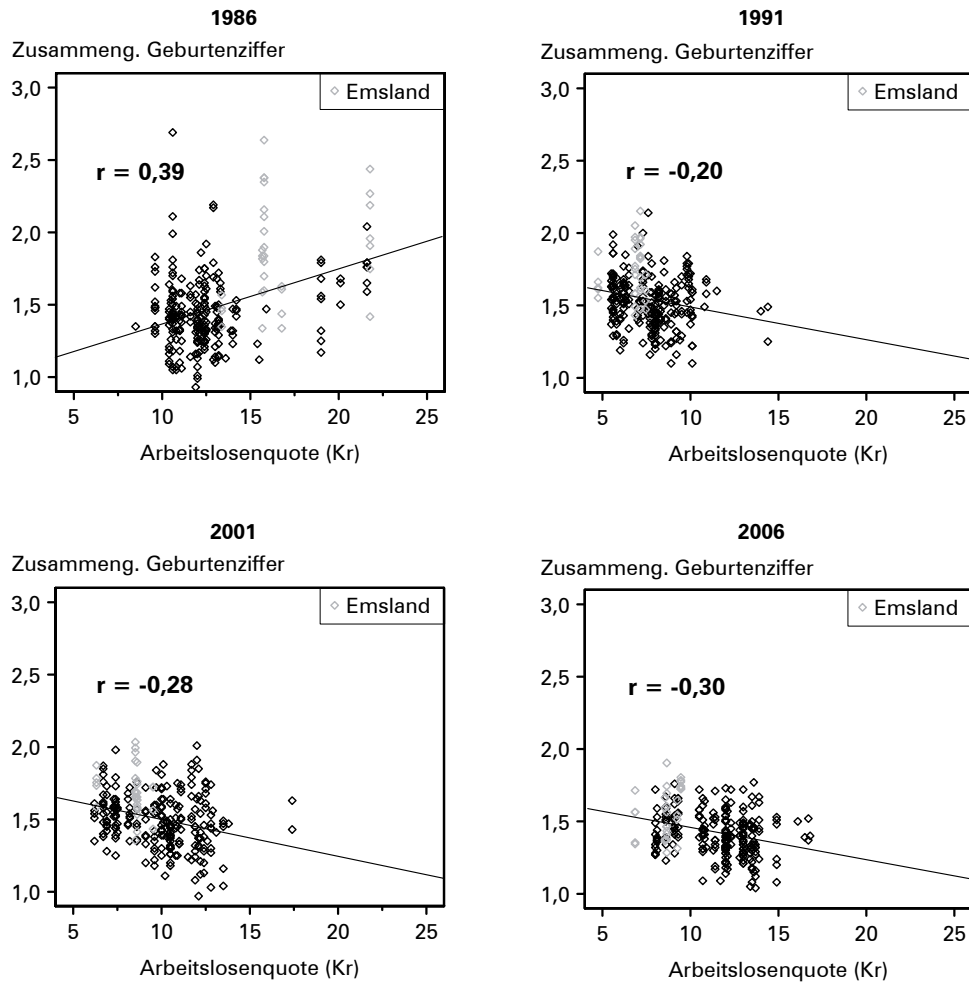 1986
Zusammeng. Geburtenziffer
Emsland
r = 0,39
3,0
2,5
2,0
1,5
1,0
5 10 15 20 25
Arbeitslosenquote (Kr)
1991
Zusammeng. Geburtenziffer
Emsland
r = -0,20
3,0
2,5
2,0
1,5
1,0
5 10 15 20 25
Arbeitslosenquote (Kr)
2001
Zusammeng. Geburtenziffer
Emsland
r = -0,28
3,0
2,5
2,0
1,5
1,0
5 10 15 20 25
Arbeitslosenquote (Kr)
2006
Zusammeng. Geburtenziffer
Emsland
r = -0,30
3,0
2,5
2,0
1,5
1,0
5 10 15 20 25
Arbeitslosenquote (Kr)